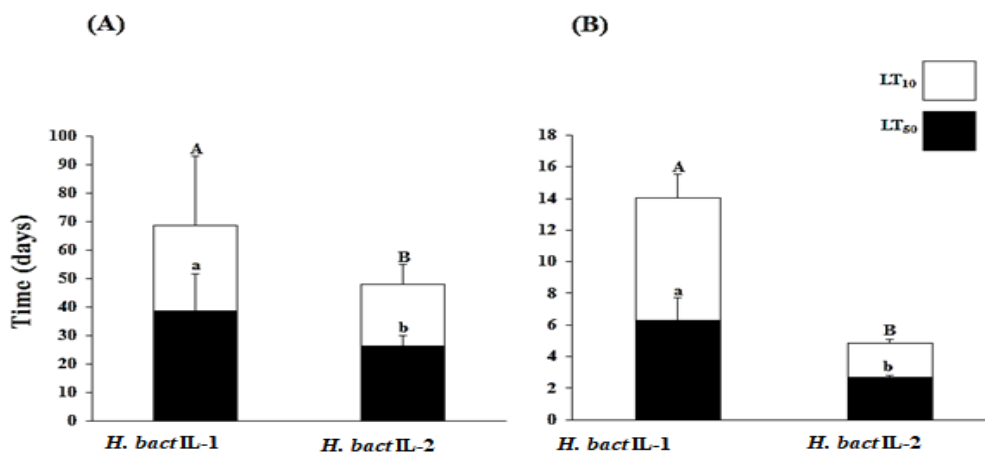 (A)
(B)
LT10
LT50
Time (days)
100
90
80
70
60
50
40
30
20
10
0
A
a
B
b
H. bact IL-1
H. bact IL-2
18
16
14
12
10
8
6
4
2
0
A
a
B
b
H. bact IL-1
H. bact IL-2